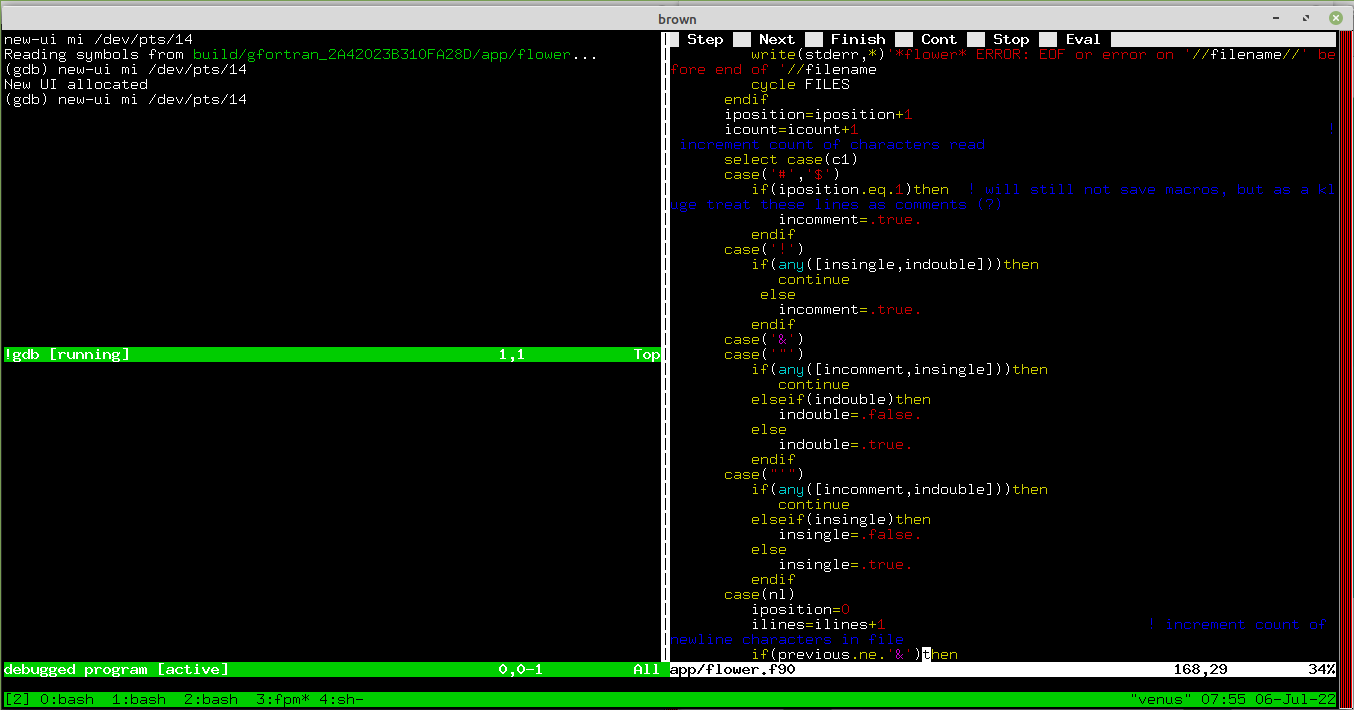 brown
new-ui mi /dev/pts/14
Reading symbols from build/gfortran_2A42023B310FA28D/app/flower...
(gdb) new-ui mi /dev/pts/14
New UI allocated
(gdb) new-ui mi /dev/pts/14
!gdb [running] 1,1 Top
debugged program [active] 0,0-1 All
Step Next Finish Cont Stop Eval
write(stderr,*)'*flower* ERROR: EOF or error on '//filename//' be
fore end of '//filename
cycle FILES
endif
iposition=iposition+1
icount=icount+1 !
increment count of characters read
select case(c1)
case('#','$')
if(iposition.eq.1)then ! will still not save macros, but as a kl
uge treat these lines as comments (?)
incomment=.true.
endif
case('!')
if(any([insingle,indouble]))then
continue
else
incomment=.true.
endif
case('&')
case('"')
if(any([incomment,insingle]))then
continue
elseif(indouble)then
indouble=.false.
else
indouble=.true.
endif
case("'")
if(any([incomment,indouble]))then
continue
elseif(insingle)then
insingle=.false.
else
insingle=.true.
endif
case(nl)
iposition=0
ilines=ilines+1 ! increment count of
newline characters in file
if(previous.ne.'&')then
app/flower.f90 168,29 34%
[2] 0:bash 1:bash 2:bash 3:fpm* 4:sh- "venus" 07:55 06-Jul-22